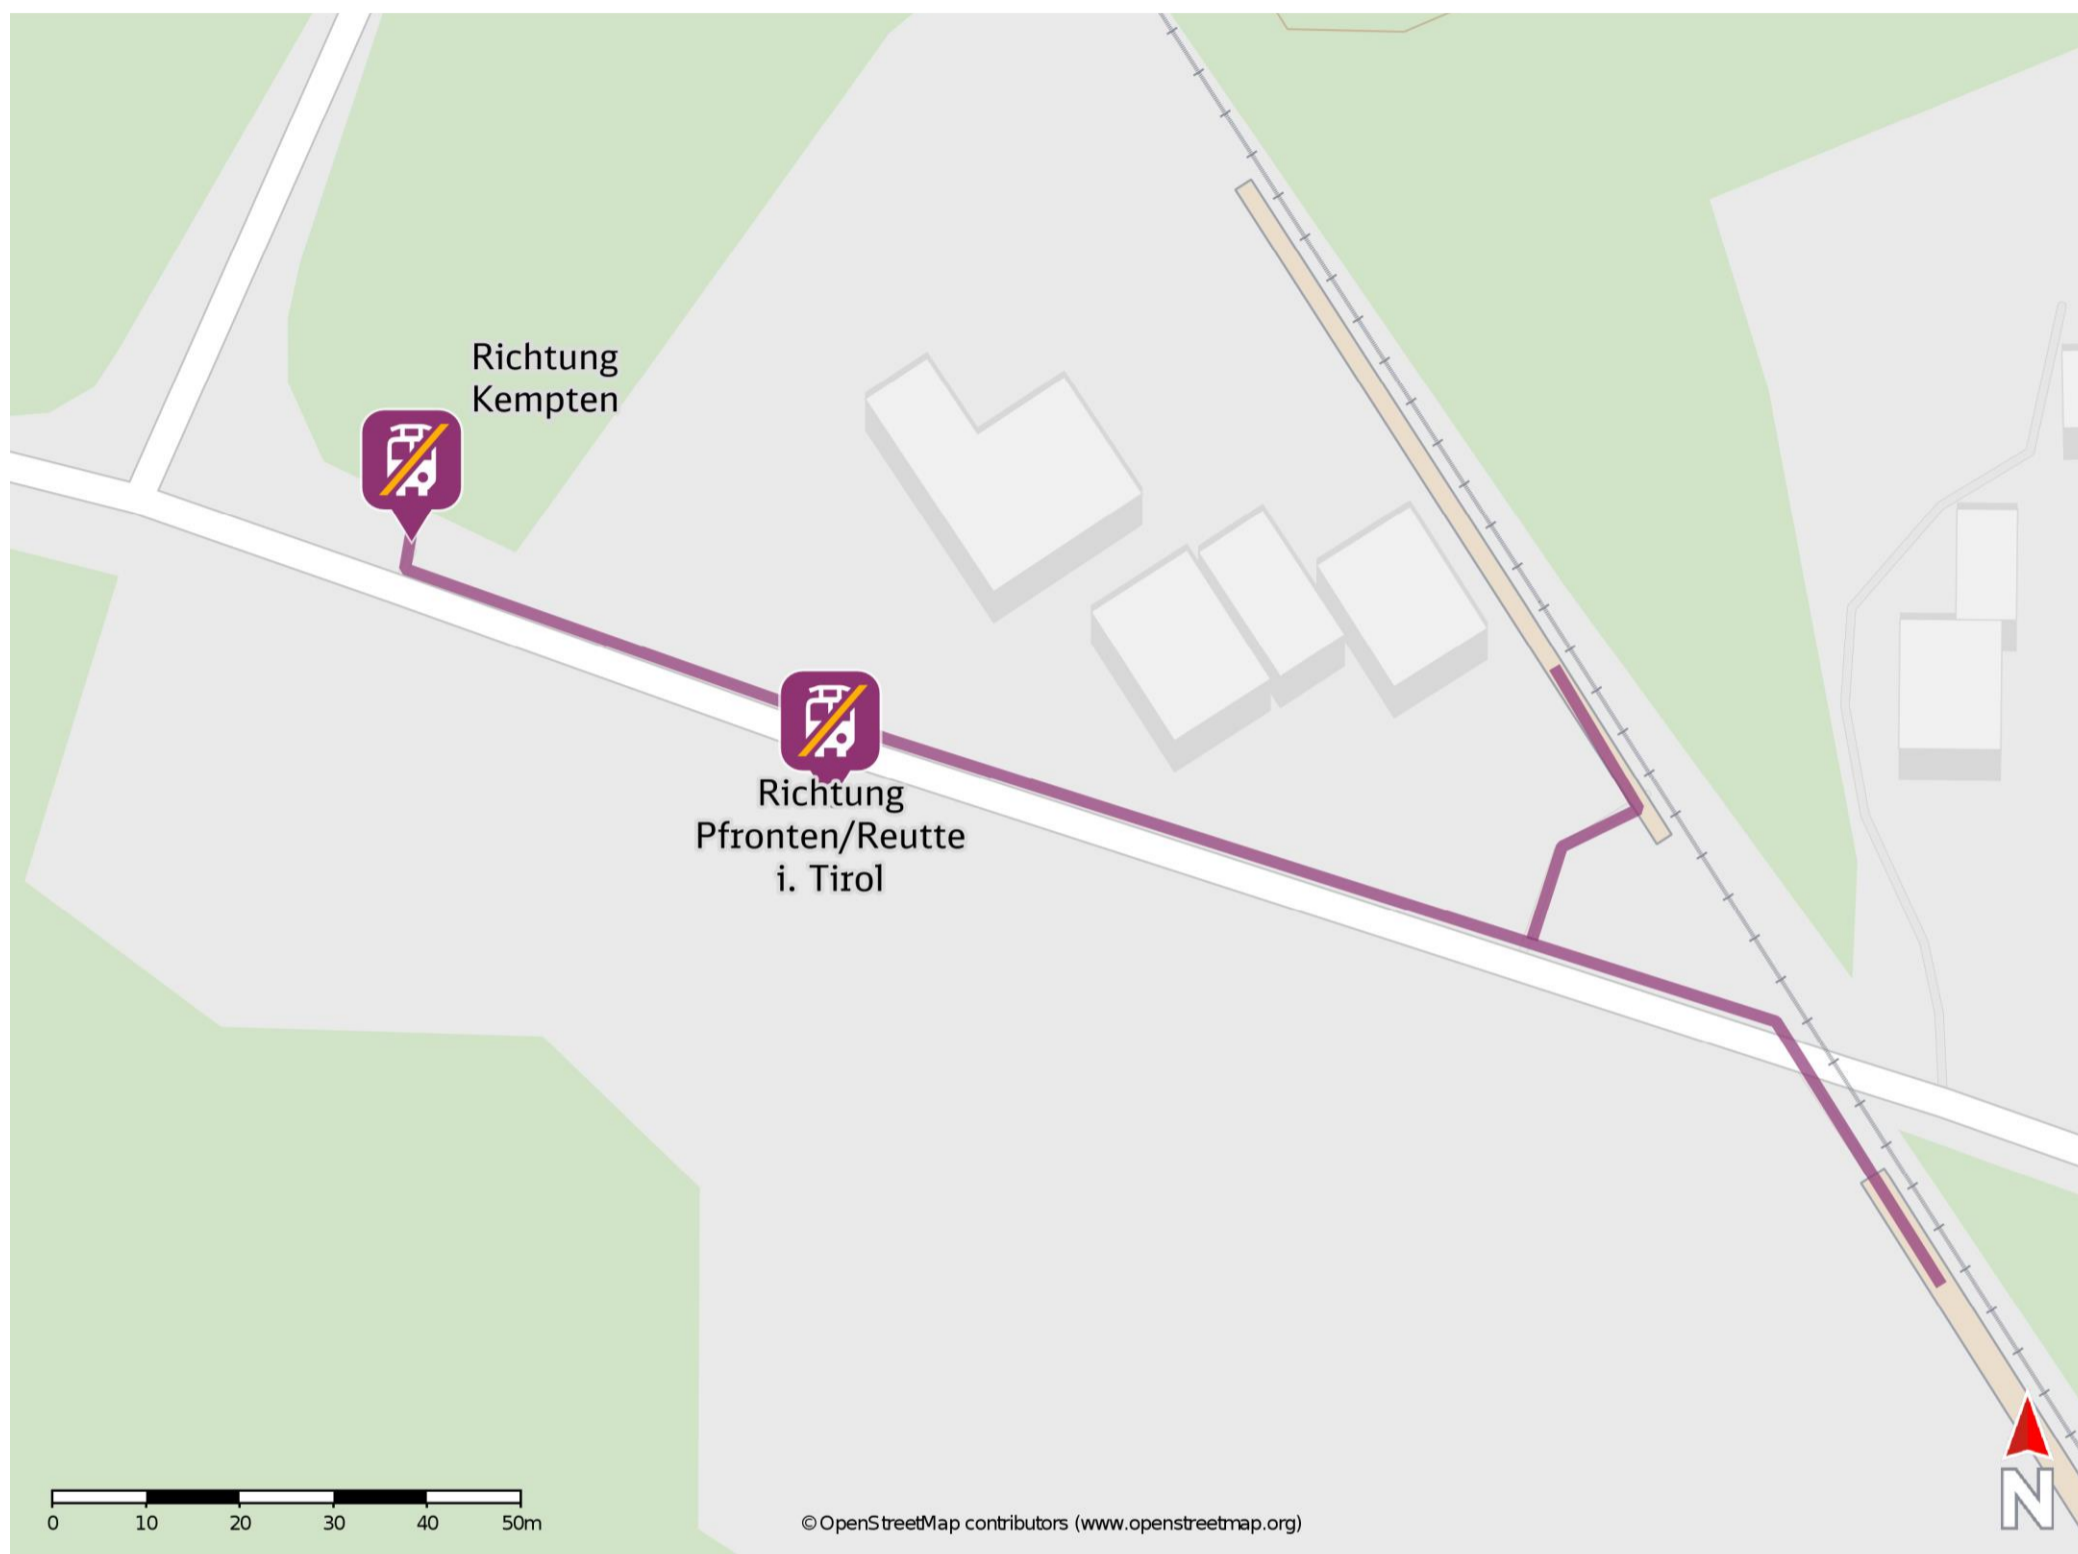 Richtung
Kempten
Richtung
Pfronten/Reutte
i. Tirol
0 10 20 30 40 50m
© OpenStreetMap contributors (www.openstreetmap.org)
N